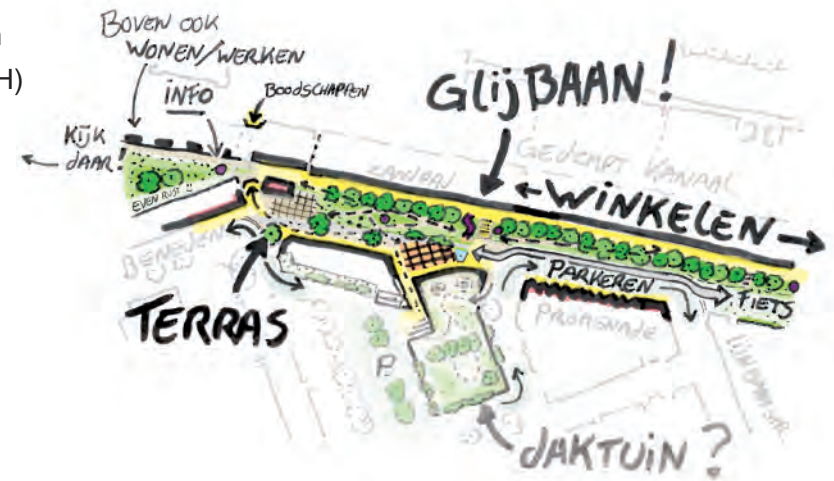 H)
BOVEN OOK
WONEN/WERKEN
INFO
BOODSCHAPPEN
GlijBAAN!
KijK
dAAR!
GEDEMPT KANAAL
← WiNKELEN →
EVEN RUST!!
BENEDEN
PARKEREN
FiETS
TERRAS
PROMENADE
P
dAKTUiN?